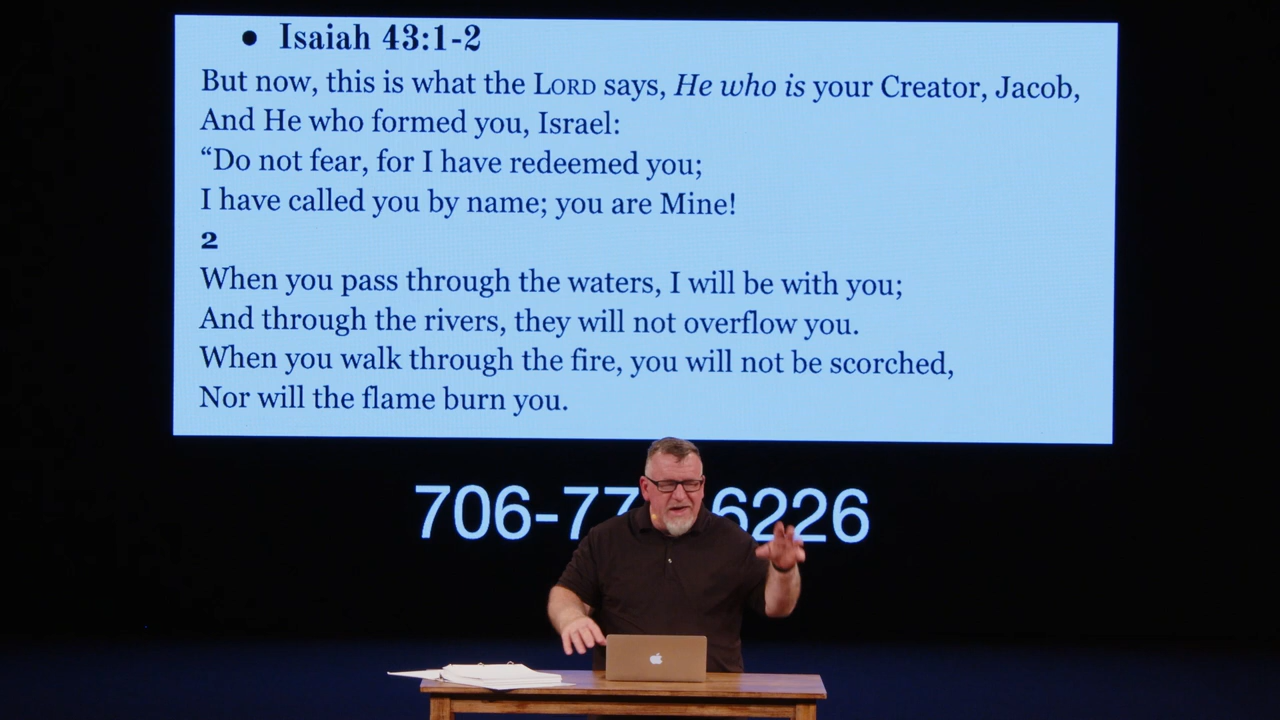 • Isaiah 43:1-2
But now, this is what the LORD says, He who is your Creator, Jacob,
And He who formed you, Israel:
“Do not fear, for I have redeemed you;
I have called you by name; you are Mine!
2
When you pass through the waters, I will be with you;
And through the rivers, they will not overflow you.
When you walk through the fire, you will not be scorched,
Nor will the flame burn you.
706-77 6226